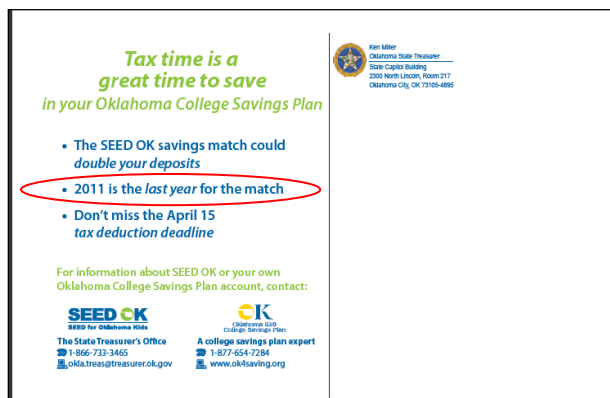 Tax time is a
great time to save
in your Oklahoma College Savings Plan
• The SEED OK savings match could
double your deposits
• 2011 is the last year for the match
• Don't miss the April 15
tax deduction deadline
For information about SEED OK or your own
Oklahoma College Savings Plan account, contact:
SEED OK
SEED for Oklahoma Kids
The State Treasurer's Office
1-866-733-3465
okla.treas@treasurer.ok.gov
OK
Oklahoma 529
College Savings Plan
A college savings plan expert
1-877-654-7284
www.ok4saving.org
Ken Miller
Oklahoma State Treasurer
State Capitol Building
2300 North Lincoln, Room 217
Oklahoma City, OK 73105-4895